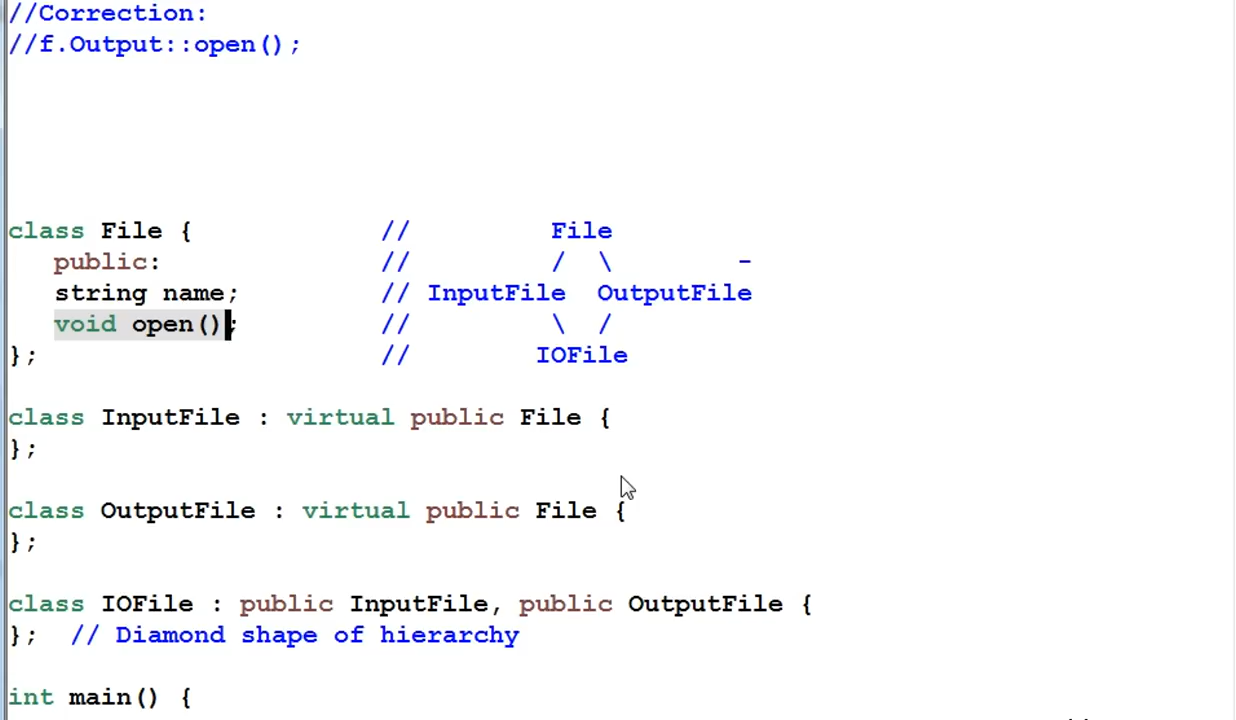 //Correction:
//f.Output::open();
class File {                //         File
   public:                  //         /  \        -
   string name;             // InputFile  OutputFile
   void open();             //         \  /
};                          //        IOFile
class InputFile : virtual public File {
};
class OutputFile : virtual public File {
};
class IOFile : public InputFile, public OutputFile {
};  // Diamond shape of hierarchy
int main() {